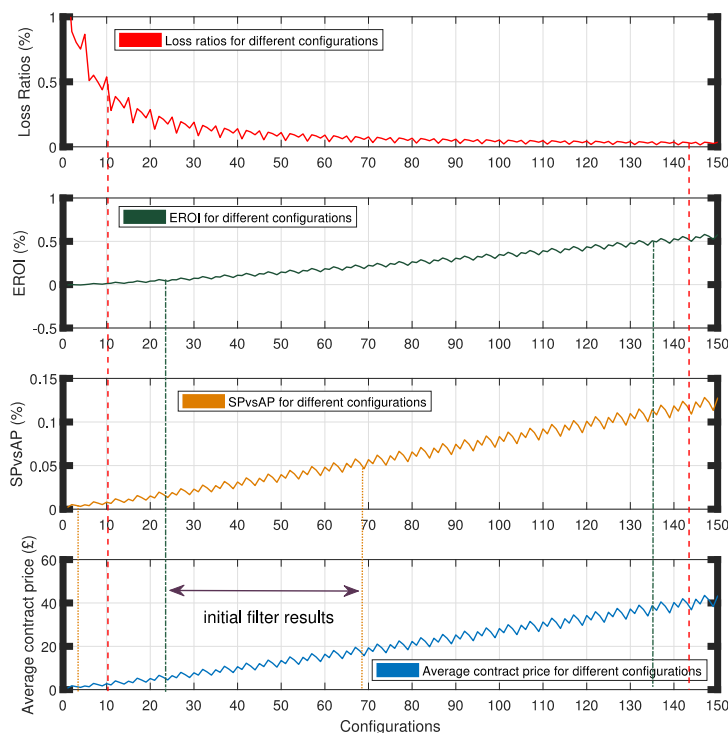 1
0.5
0
Loss Ratios (%)
Loss ratios for different configurations
0 10 20 30 40 50 60 70 80 90 100 110 120 130 140 150
1
0.5
0
-0.5
EROI (%)
EROI for different configurations
0 10 20 30 40 50 60 70 80 90 100 110 120 130 140 150
0.15
0.1
0.05
0
SPvsAP (%)
SPvsAP for different configurations
0 10 20 30 40 50 60 70 80 90 100 110 120 130 140 150
60
40
20
0
Average contract price (£)
initial filter results
Average contract price for different configurations
0 10 20 30 40 50 60 70 80 90 100 110 120 130 140 150
Configurations